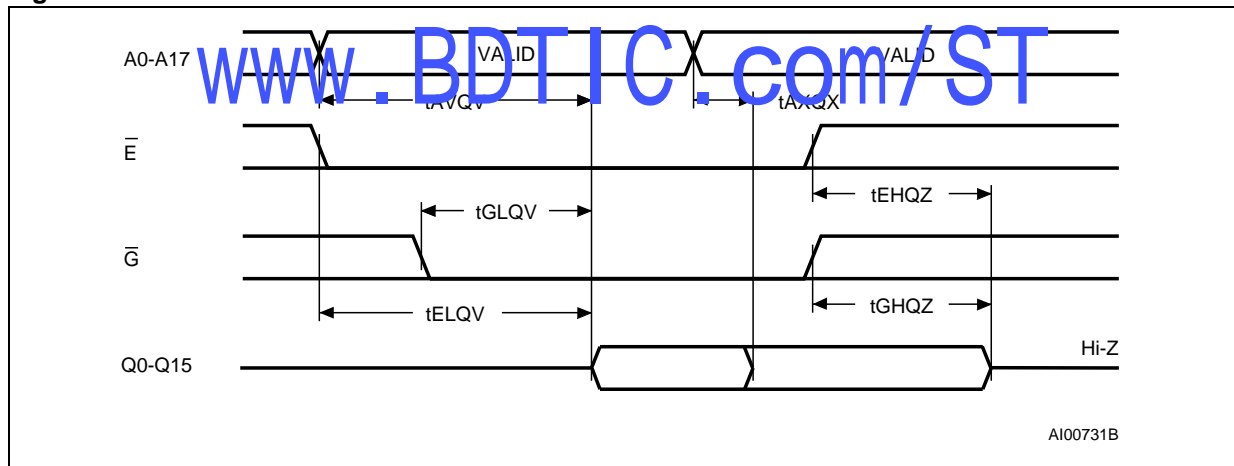 A0-A17
VALID
VALID
www.BDTIC.com/ST
tAVQV
tAXQX
E
tEHQZ
tGLQV
G
tGHQZ
tELQV
Q0-Q15
Hi-Z
AI00731B